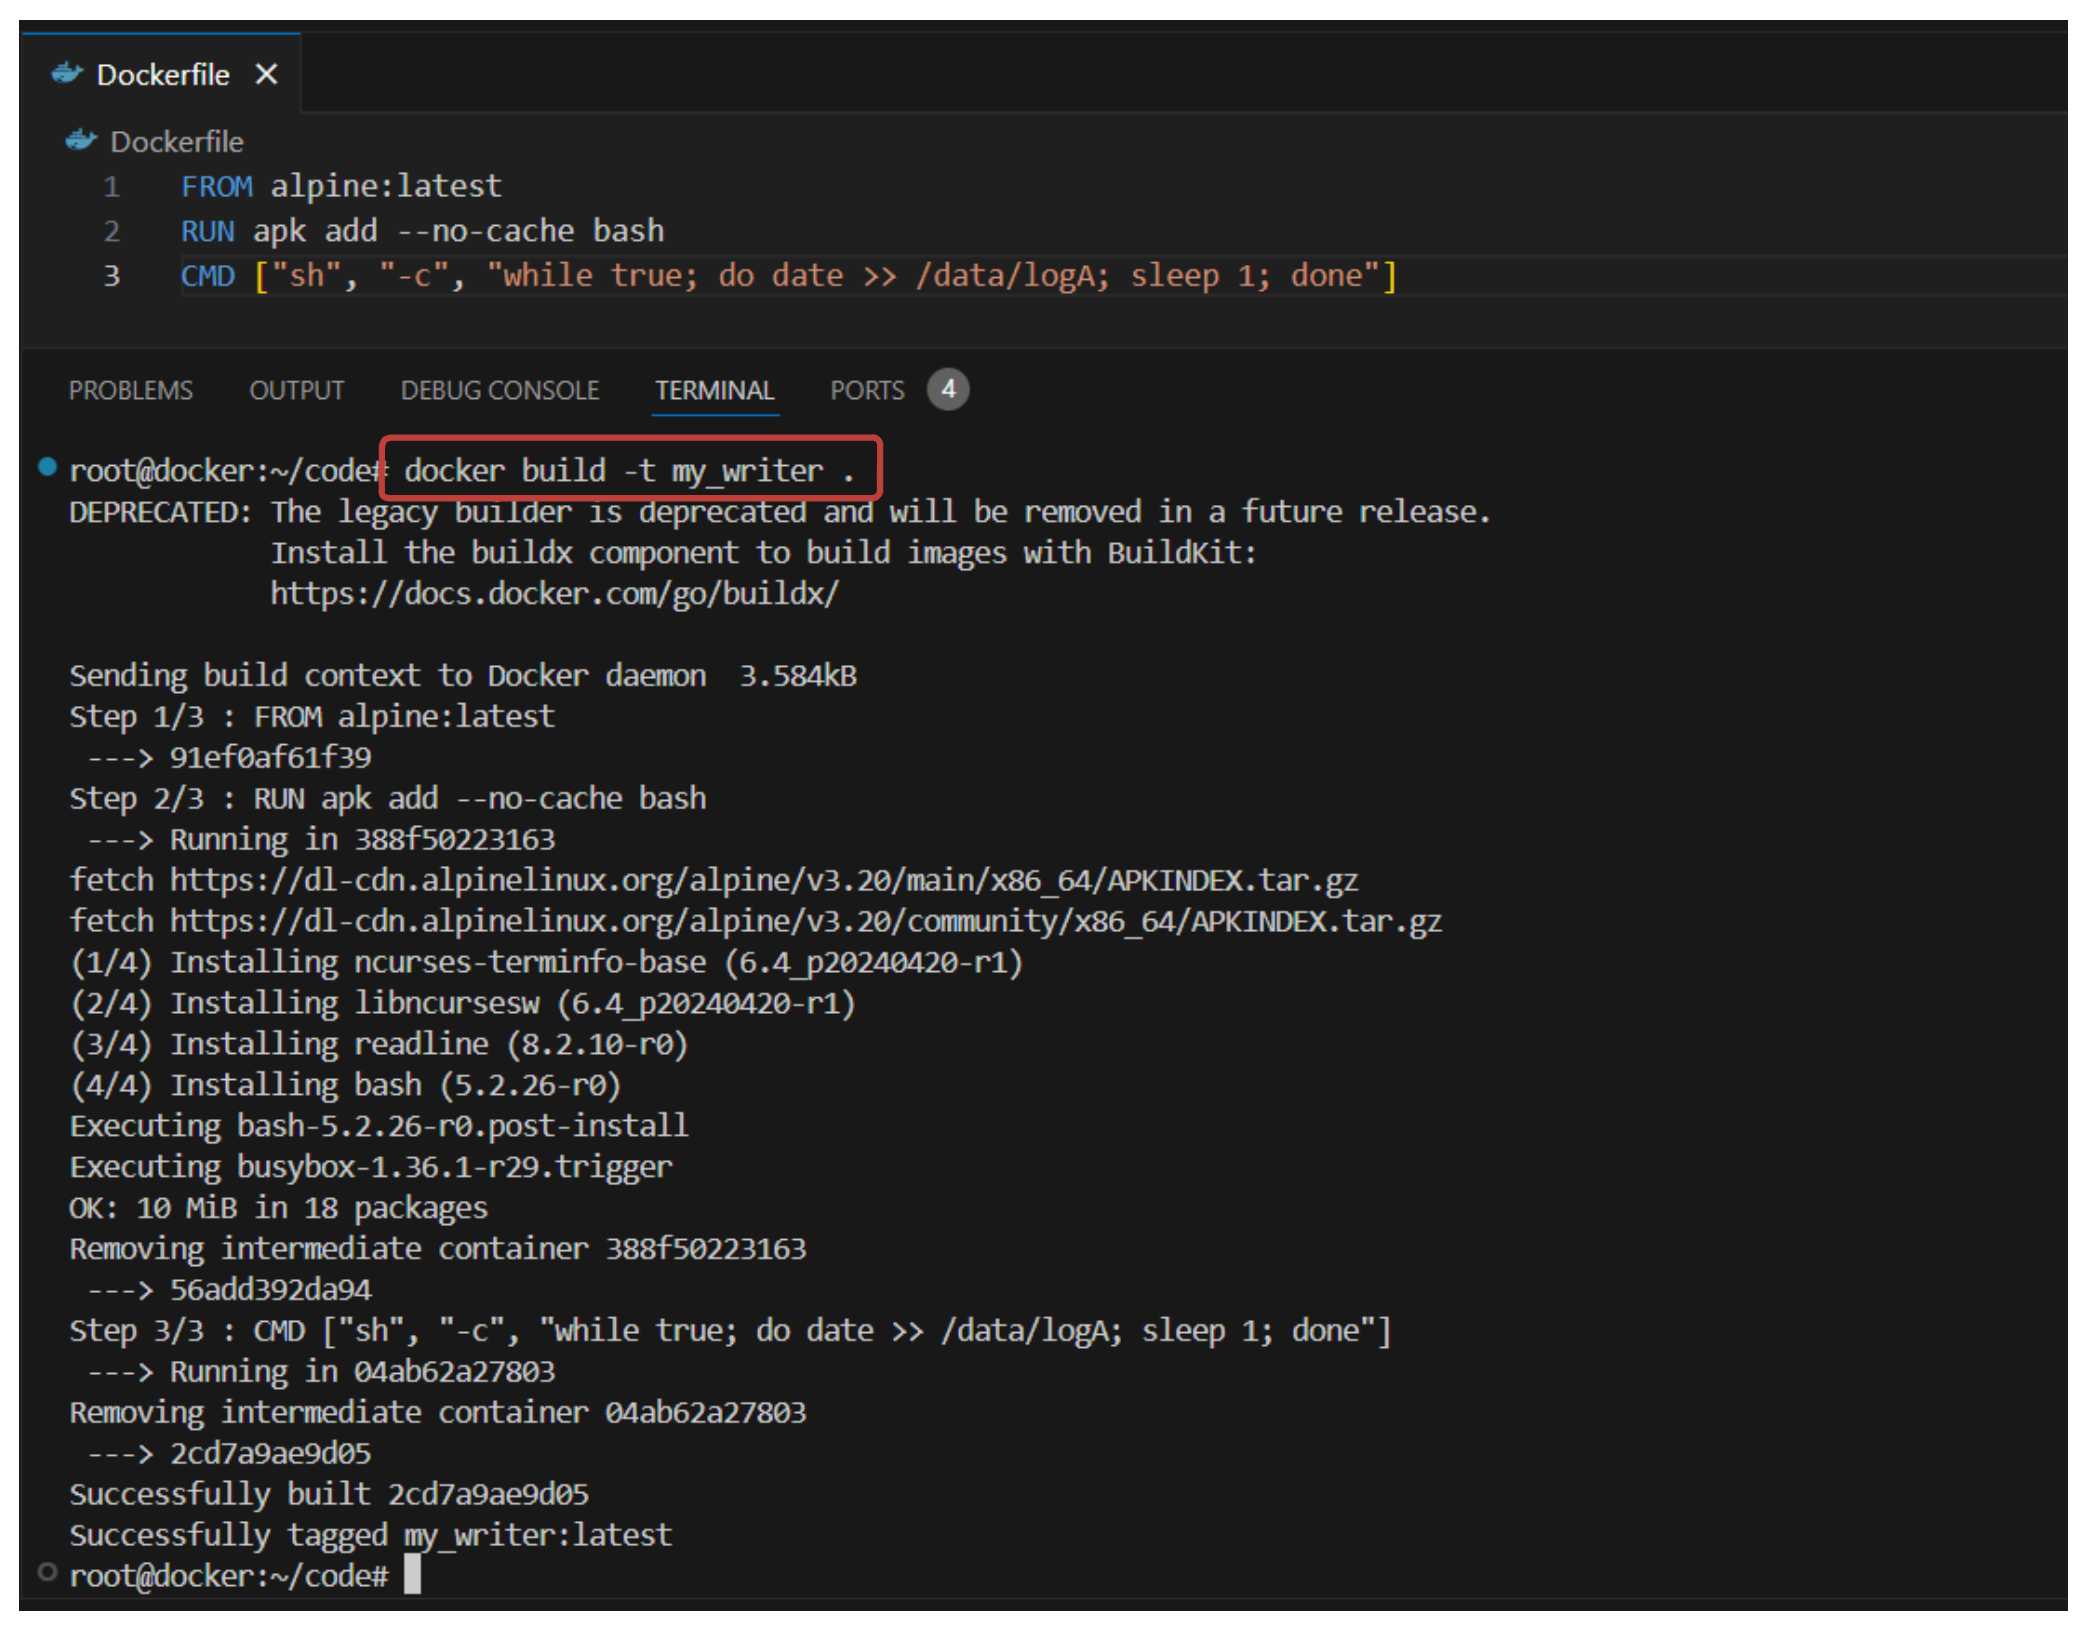 Dockerfile ×
Dockerfile
1 FROM alpine:latest
2 RUN apk add --no-cache bash
3 CMD ["sh", "-c", "while true; do date >> /data/logA; sleep 1; done"]
PROBLEMS OUTPUT DEBUG CONSOLE TERMINAL PORTS 4
root@docker:~/code# docker build -t my_writer .
DEPRECATED: The legacy builder is deprecated and will be removed in a future release.
Install the buildx component to build images with BuildKit:
https://docs.docker.com/go/buildx/
Sending build context to Docker daemon  3.584kB
Step 1/3 : FROM alpine:latest
---> 91ef0af61f39
Step 2/3 : RUN apk add --no-cache bash
---> Running in 388f50223163
fetch https://dl-cdn.alpinelinux.org/alpine/v3.20/main/x86_64/APKINDEX.tar.gz
fetch https://dl-cdn.alpinelinux.org/alpine/v3.20/community/x86_64/APKINDEX.tar.gz
(1/4) Installing ncurses-terminfo-base (6.4_p20240420-r1)
(2/4) Installing libncursesw (6.4_p20240420-r1)
(3/4) Installing readline (8.2.10-r0)
(4/4) Installing bash (5.2.26-r0)
Executing bash-5.2.26-r0.post-install
Executing busybox-1.36.1-r29.trigger
OK: 10 MiB in 18 packages
Removing intermediate container 388f50223163
---> 56add392da94
Step 3/3 : CMD ["sh", "-c", "while true; do date >> /data/logA; sleep 1; done"]
---> Running in 04ab62a27803
Removing intermediate container 04ab62a27803
---> 2cd7a9ae9d05
Successfully built 2cd7a9ae9d05
Successfully tagged my_writer:latest
root@docker:~/code#